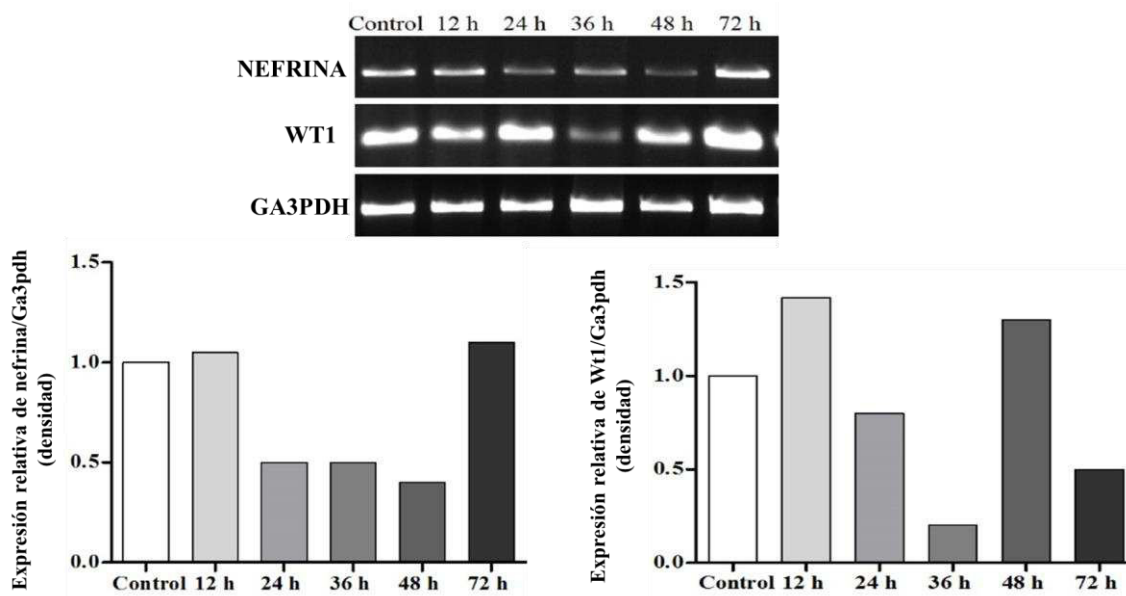 Control 12 h 24 h 36 h 48 h 72 h
NEFRINA
WT1
GA3PDH
Expresión relativa de nefrina/Ga3pdh
(densidad)
1.5
1.0
0.5
0.0
Control 12 h 24 h 36 h 48 h 72 h
Expresión relativa de Wt1/Ga3pdh
(densidad)
1.5
1.0
0.5
0.0
Control 12 h 24 h 36 h 48 h 72 h